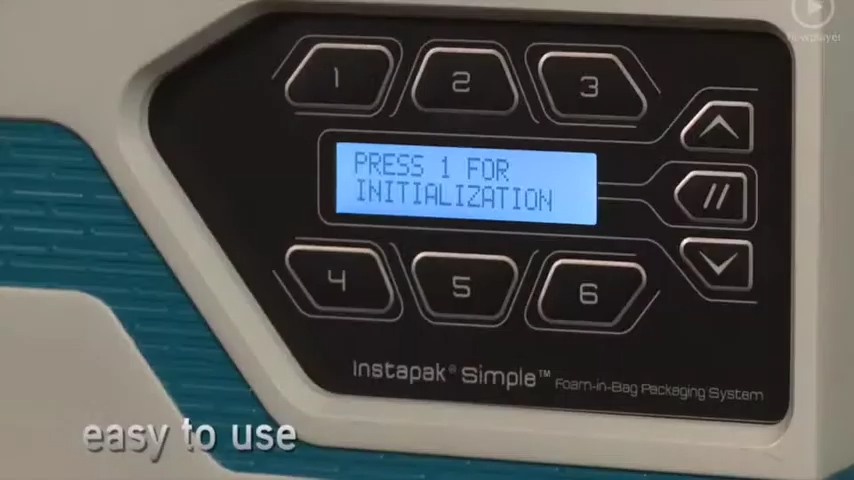 1 2 3
PRESS 1 FOR
INITIALIZATION
//
4 5 6
Instapak® Simple™ Foam-in-Bag Packaging System
easy to use